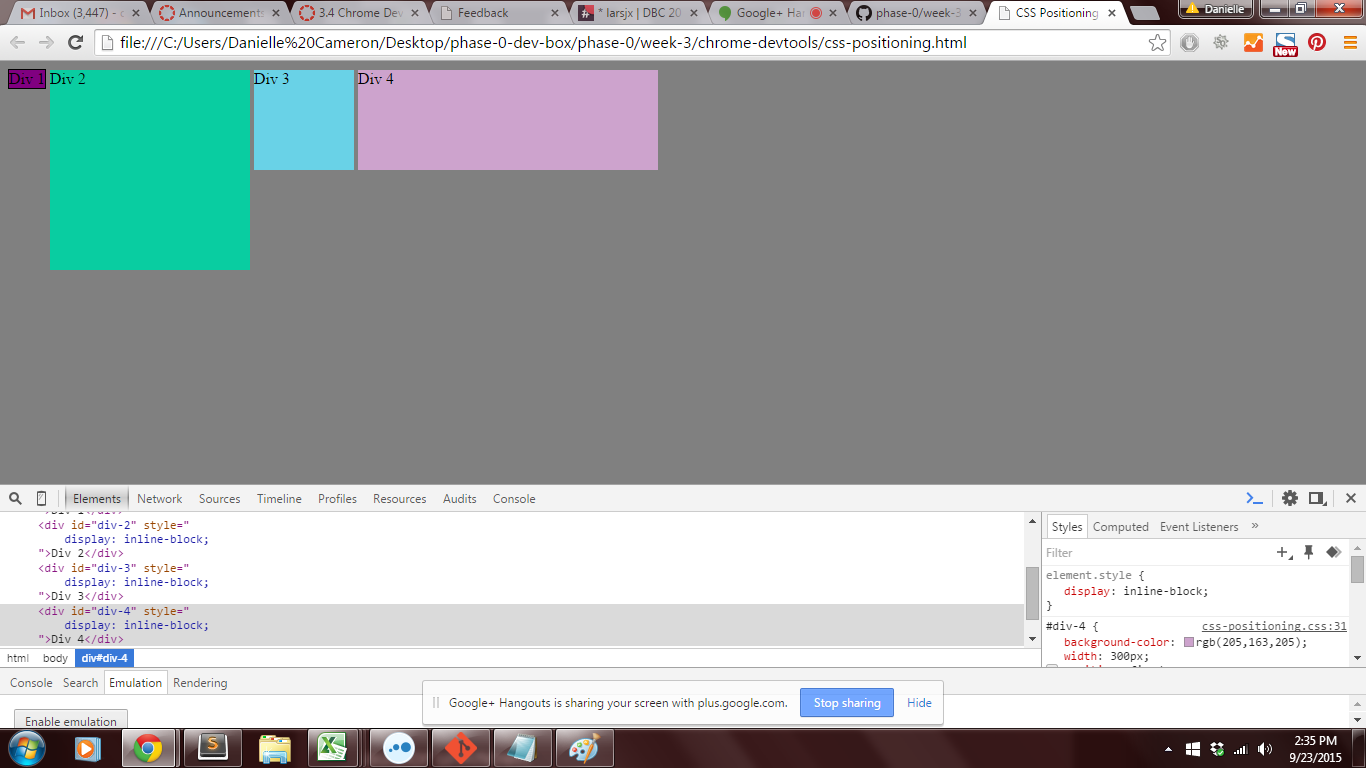 Inbox (3,447) - 
Announcements
3.4 Chrome Dev
Feedback
* larsjx | DBC 20
Google+ Ha
phase-0/week-3
CSS Positioning
Danielle
file:///C:/Users/Danielle%20Cameron/Desktop/phase-0-dev-box/phase-0/week-3/chrome-devtools/css-positioning.html
New
Div 1 Div 2 Div 3 Div 4
Elements Network Sources Timeline Profiles Resources Audits Console
">Div 1</div>
<div id="div-2" style="
display: inline-block;
">Div 2</div>
<div id="div-3" style="
display: inline-block;
">Div 3</div>
<div id="div-4" style="
display: inline-block;
">Div 4</div>
html body div#div-4
Styles Computed Event Listeners »
Filter
element.style {
display: inline-block;
}
#div-4 { css-positioning.css:31
background-color: rgb(205,163,205);
width: 300px;
Console Search Emulation Rendering
Enable emulation
Google+ Hangouts is sharing your screen with plus.google.com. Stop sharing Hide
2:35 PM
9/23/2015